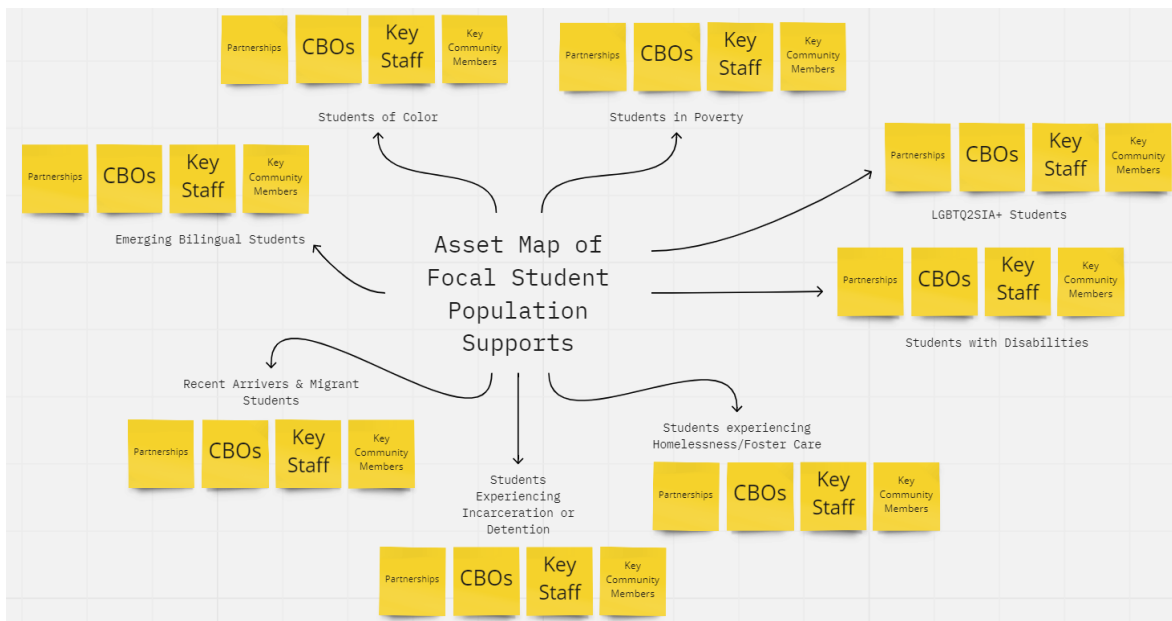 Partnerships
CBOs
Key
Staff
Key
Community
Members
Students of Color
Partnerships
CBOs
Key
Staff
Key
Community
Members
Students in Poverty
Partnerships
CBOs
Key
Staff
Key
Community
Members
LGBTQ2SIA+ Students
Partnerships
CBOs
Key
Staff
Key
Community
Members
Emerging Bilingual Students
Asset Map of
Focal Student
Population
Supports
Partnerships
CBOs
Key
Staff
Key
Community
Members
Students with Disabilities
Recent Arrivers & Migrant
Students
Partnerships
CBOs
Key
Staff
Key
Community
Members
Students experiencing
Homelessness/Foster Care
Partnerships
CBOs
Key
Staff
Key
Community
Members
Students
Experiencing
Incarceration or
Detention
Partnerships
CBOs
Key
Staff
Key
Community
Members